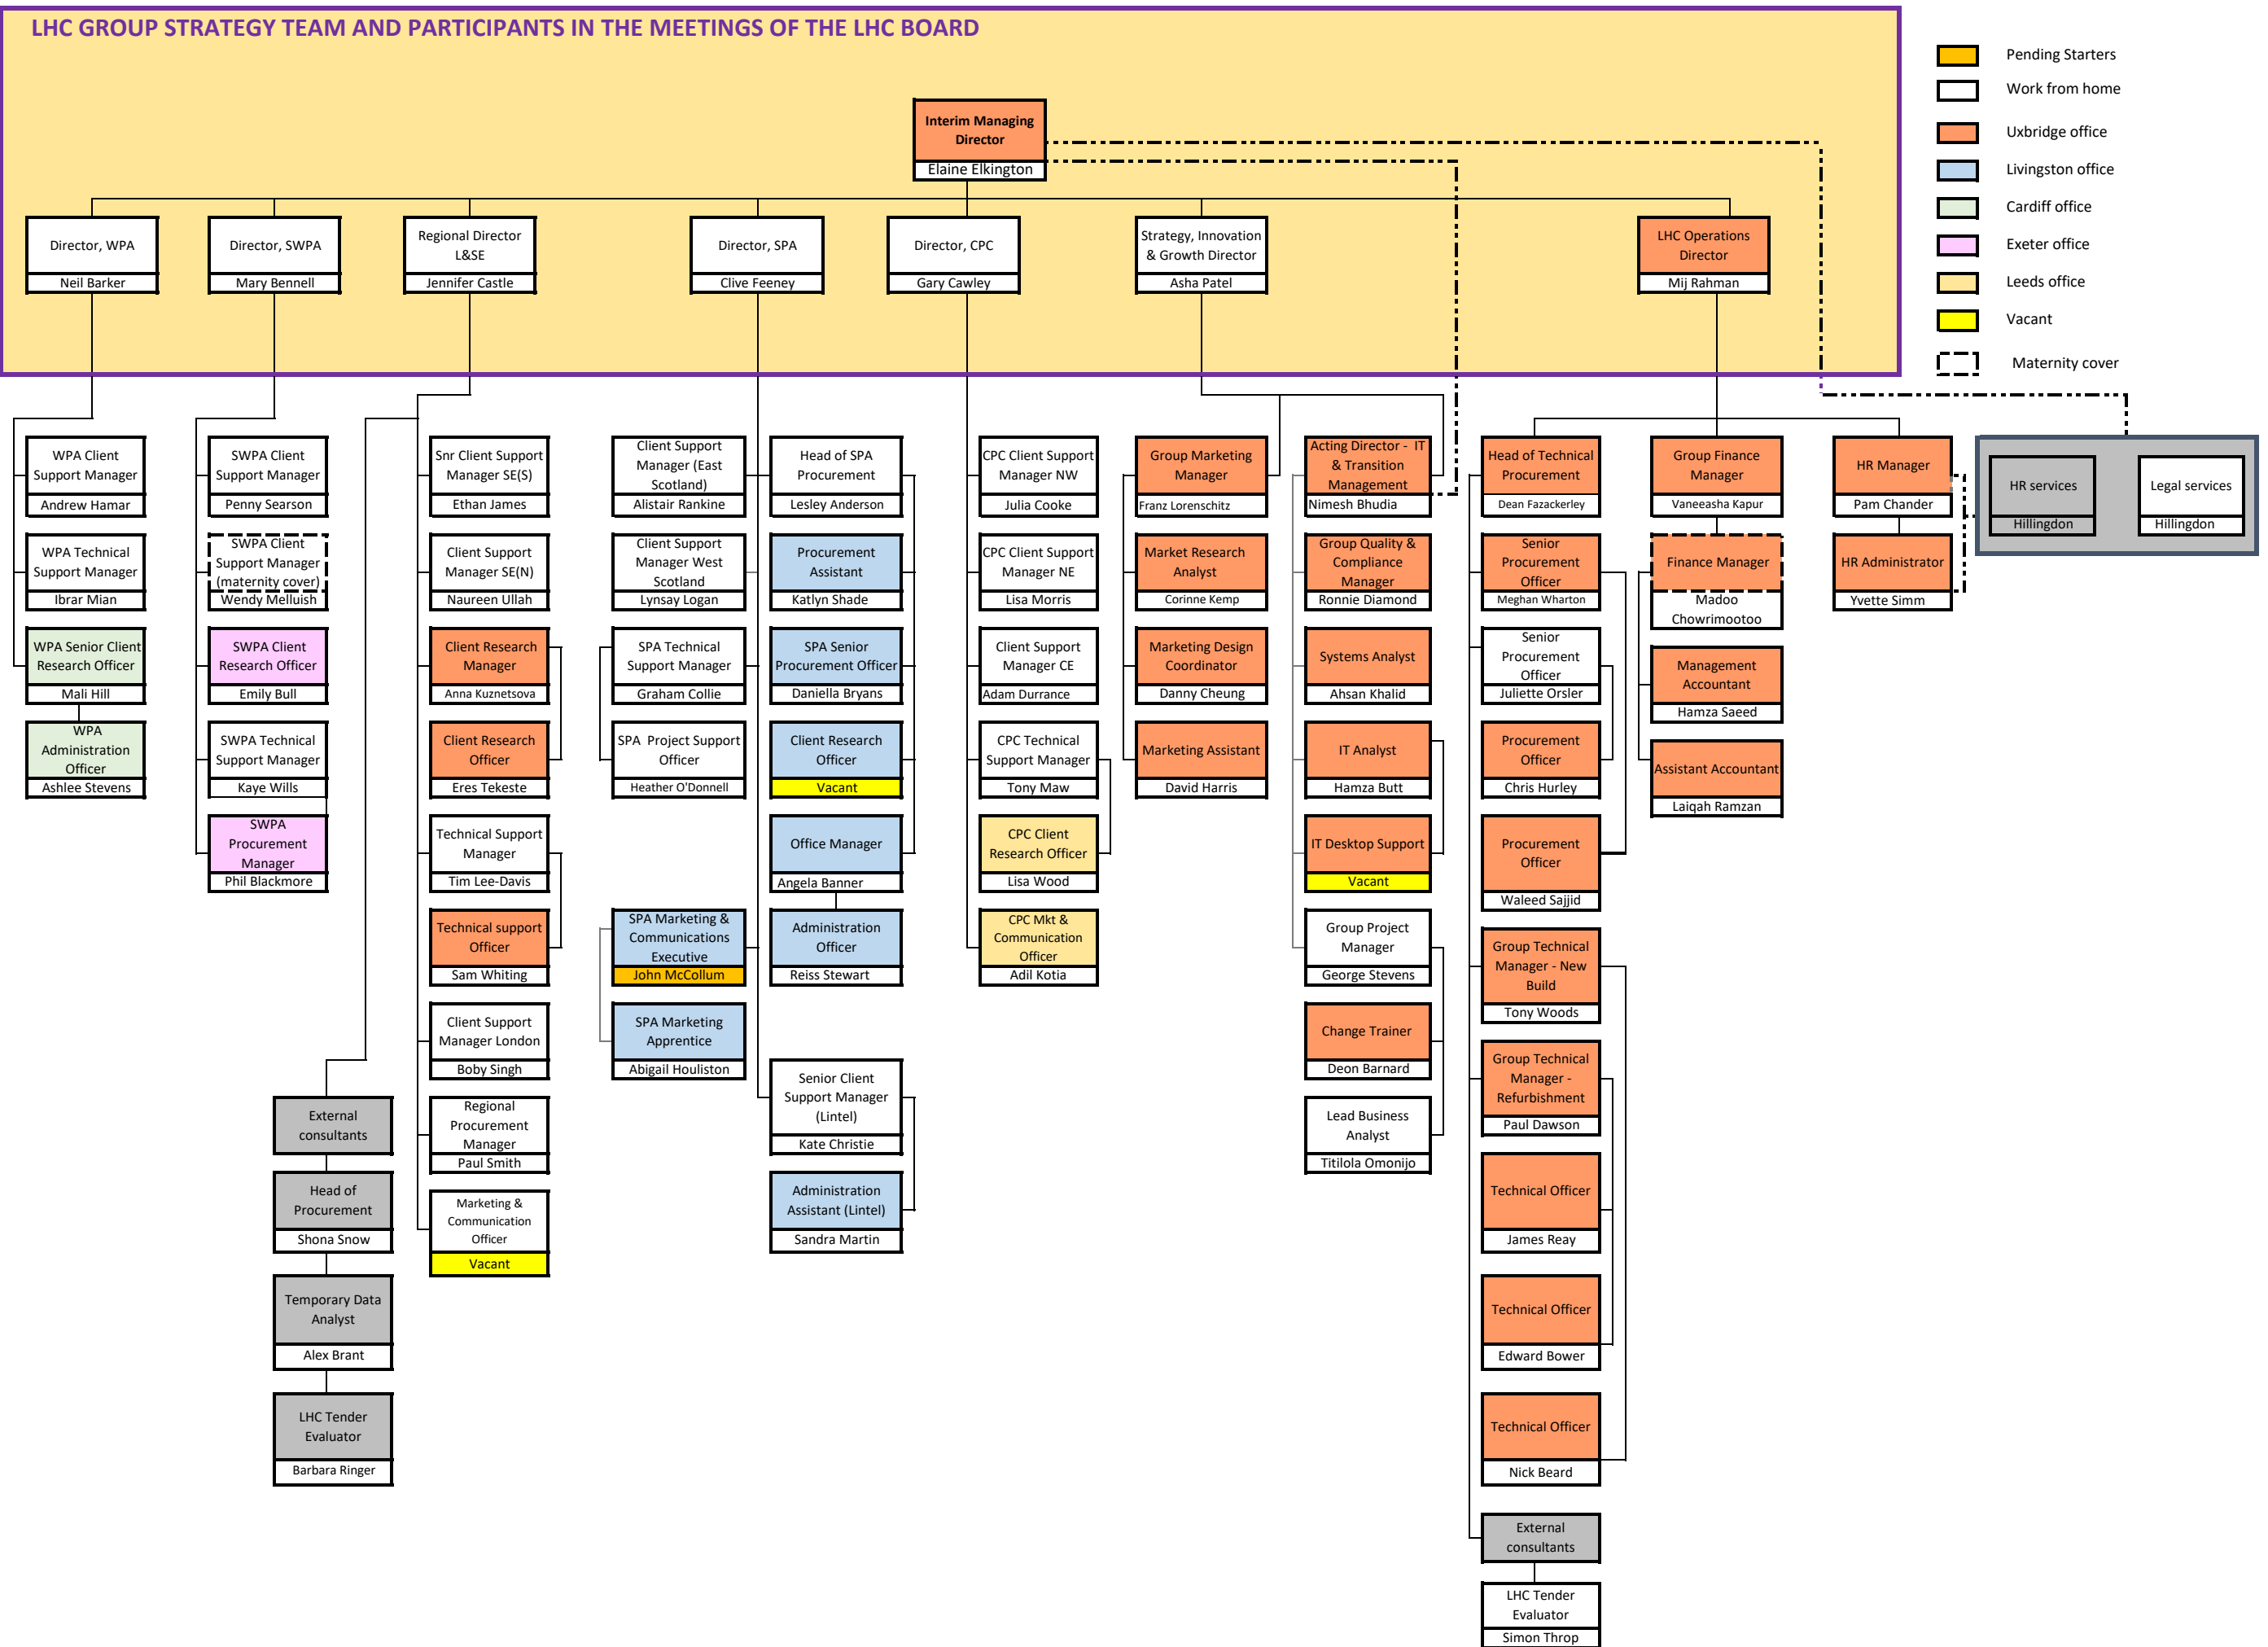 LHC GROUP STRATEGY TEAM AND PARTICIPANTS IN THE MEETINGS OF THE LHC BOARD
Pending Starters
Work from home
Uxbridge office
Livingston office
Cardiff office
Exeter office
Leeds office
Vacant
Maternity cover
Interim Managing
Director
Elaine Elkington
Director, WPA
Neil Barker
Director, SWPA
Mary Bennell
Regional Director
L&SE
Jennifer Castle
Director, SPA
Clive Feeney
Director, CPC
Gary Cawley
Strategy, Innovation
& Growth Director
Asha Patel
LHC Operations
Director
Mij Rahman
WPA Client
Support Manager
Andrew Hamar
WPA Technical
Support Manager
Ibrar Mian
WPA Senior Client
Research Officer
Mali Hill
WPA
Administration
Officer
Ashlee Stevens
SWPA Client
Support Manager
Penny Searson
SWPA Client
Support Manager
(maternity cover)
Wendy Melluish
SWPA Client
Research Officer
Emily Bull
SWPA Technical
Support Manager
Kaye Wills
SWPA
Procurement
Manager
Phil Blackmore
External
consultants
Head of
Procurement
Shona Snow
Temporary Data
Analyst
Alex Brant
LHC Tender
Evaluator
Barbara Ringer
Snr Client Support
Manager SE(S)
Ethan James
Client Support
Manager SE(N)
Naureen Ullah
Client Research
Manager
Anna Kuznetsova
Client Research
Officer
Eres Tekeste
Technical Support
Manager
Tim Lee-Davis
Technical support
Officer
Sam Whiting
Client Support
Manager London
Boby Singh
Regional
Procurement
Manager
Paul Smith
Marketing &
Communication
Officer
Vacant
Client Support
Manager (East
Scotland)
Alistair Rankine
Client Support
Manager West
Scotland
Lynsay Logan
SPA Technical
Support Manager
Graham Collie
SPA  Project Support
Officer
Heather O'Donnell
SPA Marketing &
Communications
Executive
John McCollum
SPA Marketing
Apprentice
Abigail Houliston
Head of SPA
Procurement
Lesley Anderson
Procurement
Assistant
Katlyn Shade
SPA Senior
Procurement Officer
Daniella Bryans
Client Research
Officer
Vacant
Office Manager
Angela Banner
Administration
Officer
Reiss Stewart
Senior Client
Support Manager
(Lintel)
Kate Christie
Administration
Assistant (Lintel)
Sandra Martin
CPC Client Support
Manager NW
Julia Cooke
CPC Client Support
Manager NE
Lisa Morris
Client Support
Manager CE
Adam Durrance
CPC Technical
Support Manager
Tony Maw
CPC Client
Research Officer
Lisa Wood
CPC Mkt &
Communication
Officer
Adil Kotia
Group Marketing
Manager
Franz Lorenschitz
Market Research
Analyst
Corinne Kemp
Marketing Design
Coordinator
Danny Cheung
Marketing Assistant
David Harris
Acting Director -  IT
& Transition
Management
Nimesh Bhudia
Group Quality &
Compliance
Manager
Ronnie Diamond
Systems Analyst
Ahsan Khalid
IT Analyst
Hamza Butt
IT Desktop Support
Vacant
Group Project
Manager
George Stevens
Change Trainer
Deon Barnard
Lead Business
Analyst
Titilola Omonijo
Head of Technical
Procurement
Dean Fazackerley
Senior
Procurement
Officer
Meghan Wharton
Senior
Procurement
Officer
Juliette Orsler
Procurement
Officer
Chris Hurley
Procurement
Officer
Waleed Sajjid
Group Technical
Manager - New
Build
Tony Woods
Group Technical
Manager -
Refurbishment
Paul Dawson
Technical Officer
James Reay
Technical Officer
Edward Bower
Technical Officer
Nick Beard
External
consultants
LHC Tender
Evaluator
Simon Throp
Group Finance
Manager
Vaneeasha Kapur
Finance Manager
Madoo
Chowrimootoo
Management
Accountant
Hamza Saeed
Assistant Accountant
Laiqah Ramzan
HR Manager
Pam Chander
HR Administrator
Yvette Simm
HR services
Hillingdon
Legal services
Hillingdon